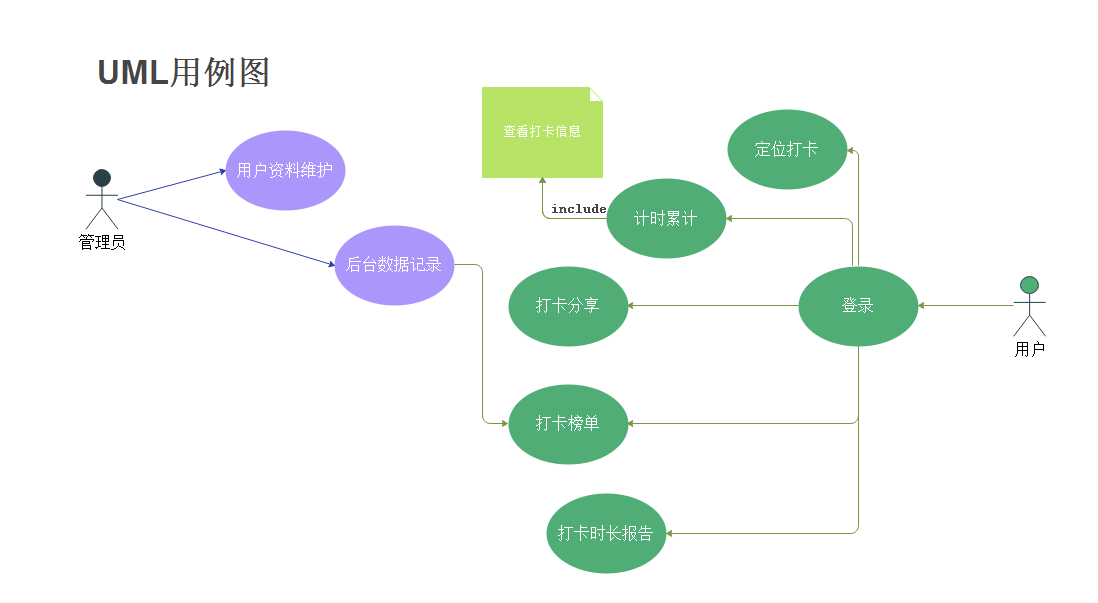 UML用例图
查看打卡信息
定位打卡
用户资料维护
include
计时累计
管理员
后台数据记录
打卡分享
登录
用户
打卡榜单
打卡时长报告